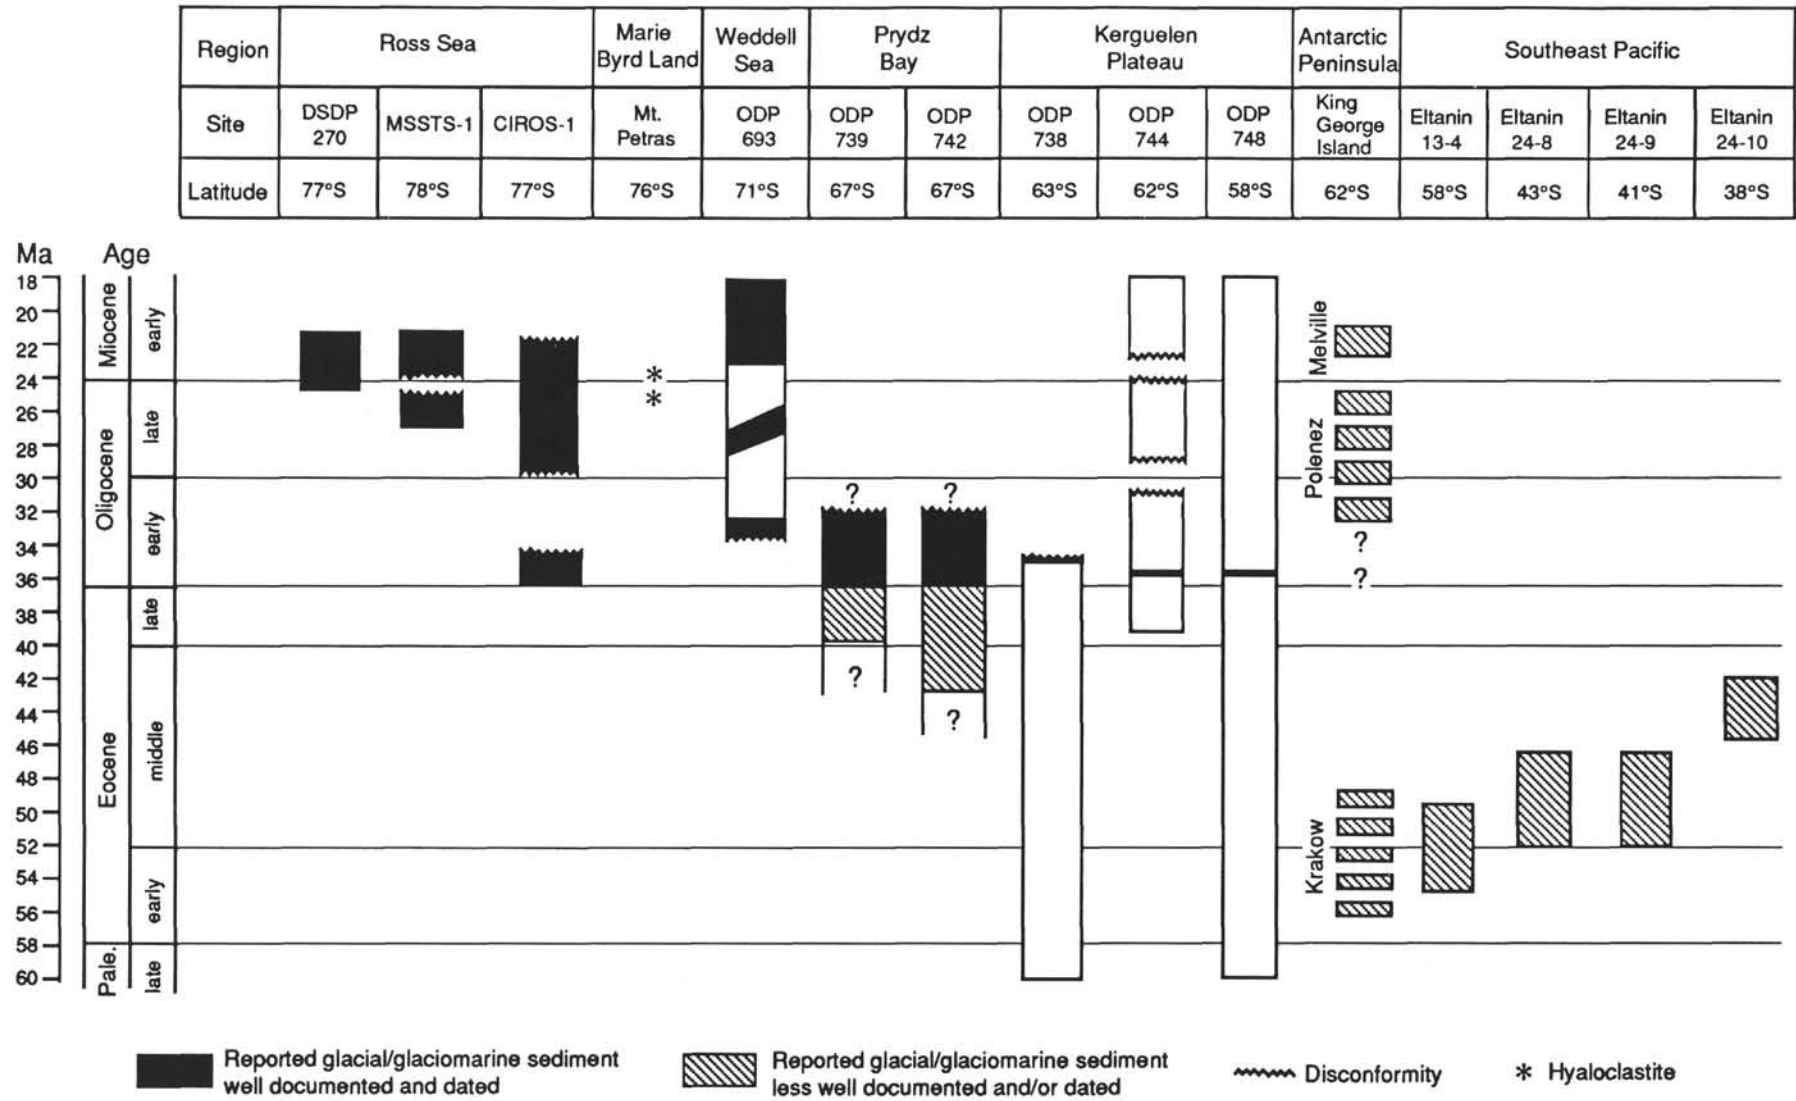 Region
Ross Sea
Marie
Byrd Land
Weddell
Sea
Prydz
Bay
Kerguelen
Plateau
Antarctic
Peninsula
Southeast Pacific
Site
DSDP
270
MSSTS-1
CIROS-1
Mt.
Petras
ODP
693
ODP
739
ODP
742
ODP
738
ODP
744
ODP
748
King
George
Island
Eltanin
13-4
Eltanin
24-8
Eltanin
24-9
Eltanin
24-10
Latitude
77°S
78°S
77°S
76°S
71°S
67°S
67°S
63°S
62°S
58°S
62°S
58°S
43°S
41°S
38°S
Ma
Age
18
20
22
24
26
28
30
32
34
36
38
40
42
44
46
48
50
52
54
56
58
60
Miocene
Oligocene
Eocene
Pale.
early
late
early
late
middle
early
late
*
*
?
?
?
?
Melville
Polenez
?
?
Krakow
Reported glacial/glaciomarine sediment
well documented and dated
Reported glacial/glaciomarine sediment
less well documented and/or dated
Disconformity
* Hyaloclastite